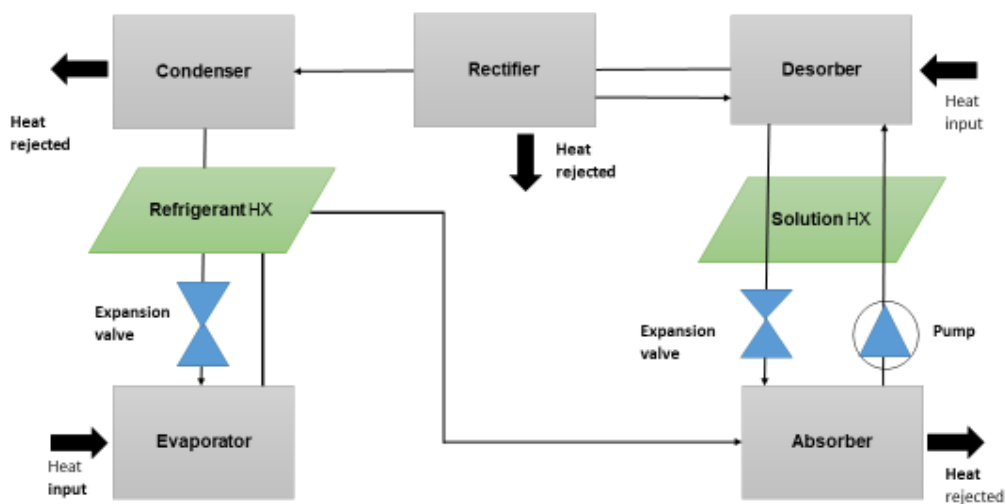 Condenser
Rectifier
Desorber
Heat
rejected
Heat
rejected
Heat
input
Refrigerant HX
Solution HX
Expansion
valve
Expansion
valve
Pump
Evaporator
Absorber
Heat
input
Heat
rejected